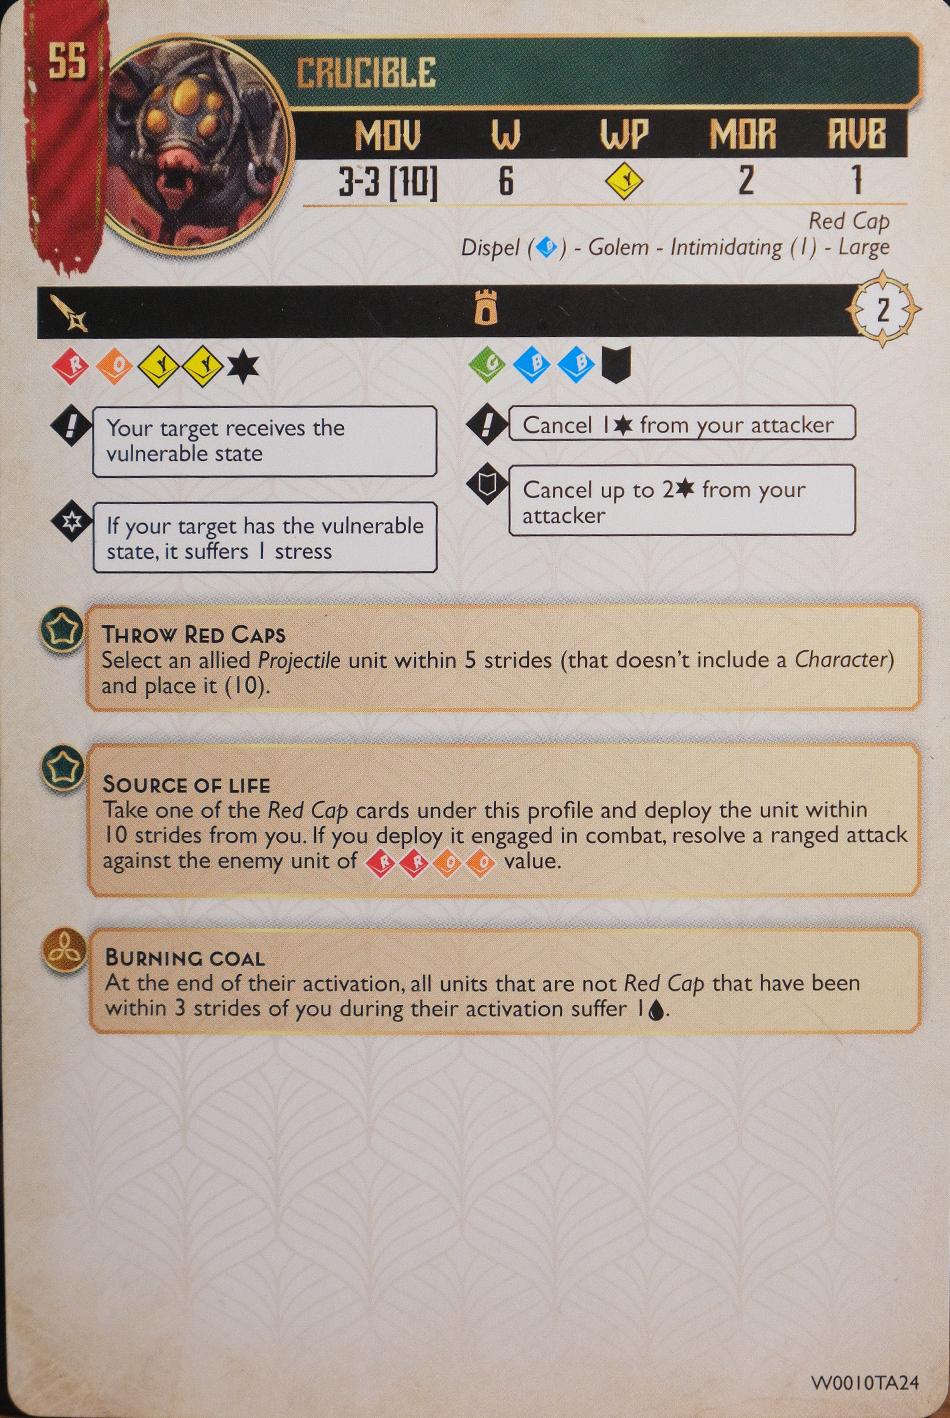 55
CRUCIBLE
MOV W WP MOR AVB
3-3 [10] 6 Y 2 1
Red Cap
Dispel (B) - Golem - Intimidating (1) - Large
2
R O Y Y G B B
! Your target receives the
vulnerable state
If your target has the vulnerable
state, it suffers 1 stress
! Cancel 1 from your attacker
Cancel up to 2 from your
attacker
THROW RED CAPS
Select an allied Projectile unit within 5 strides (that doesn't include a Character)
and place it (10).
SOURCE OF LIFE
Take one of the Red Cap cards under this profile and deploy the unit within
10 strides from you. If you deploy it engaged in combat, resolve a ranged attack
against the enemy unit of R R O O value.
BURNING COAL
At the end of their activation, all units that are not Red Cap that have been
within 3 strides of you during their activation suffer 1.
W0010TA24